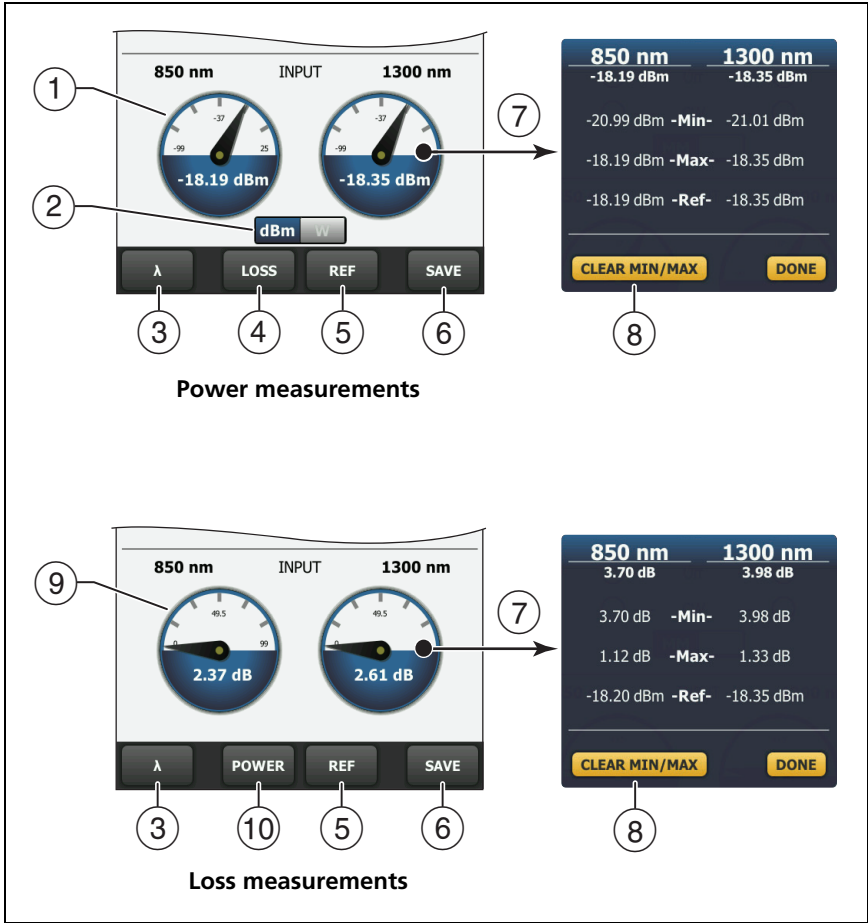 850 nm INPUT 1300 nm
-37 -37
-99 25 -99
-18.19 dBm -18.35 dBm
dBm W
λ LOSS REF SAVE
1
2
3 4 5 6
7
850 nm 1300 nm
-18.19 dBm -18.35 dBm
-20.99 dBm -Min- -21.01 dBm
-18.19 dBm -Max- -18.35 dBm
-18.19 dBm -Ref- -18.35 dBm
CLEAR MIN/MAX DONE
8
Power measurements
850 nm INPUT 1300 nm
49.5 49.5
0 99 0
2.37 dB 2.61 dB
λ POWER REF SAVE
9
3 10 5 6
7
850 nm 1300 nm
3.70 dB 3.98 dB
3.70 dB -Min- 3.98 dB
1.12 dB -Max- 1.33 dB
-18.20 dBm -Ref- -18.35 dBm
CLEAR MIN/MAX DONE
8
Loss measurements